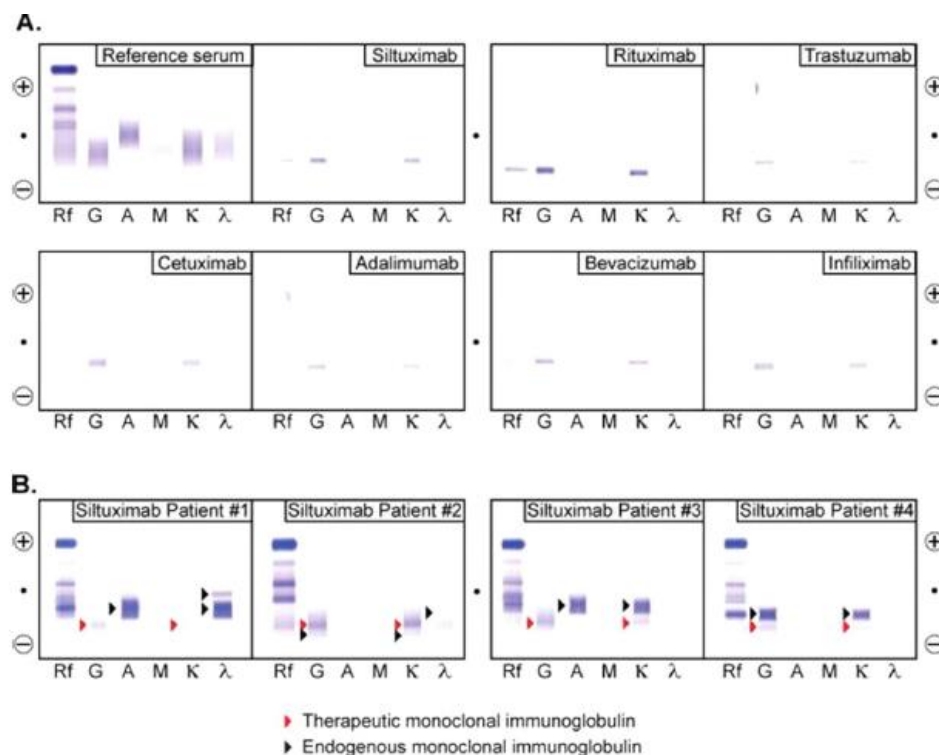 A.
Reference serum
Siltuximab
Rituximab
Trastuzumab
Rf G A M κ λ Rf G A M κ λ Rf G A M κ λ Rf G A M κ λ
Cetuximab
Adalimumab
Bevacizumab
Infiliximab
Rf G A M κ λ Rf G A M κ λ Rf G A M κ λ Rf G A M κ λ
B.
Siltuximab Patient #1
Siltuximab Patient #2
Siltuximab Patient #3
Siltuximab Patient #4
Rf G A M κ λ Rf G A M κ λ Rf G A M κ λ Rf G A M κ λ
Therapeutic monoclonal immunoglobulin
Endogenous monoclonal immunoglobulin